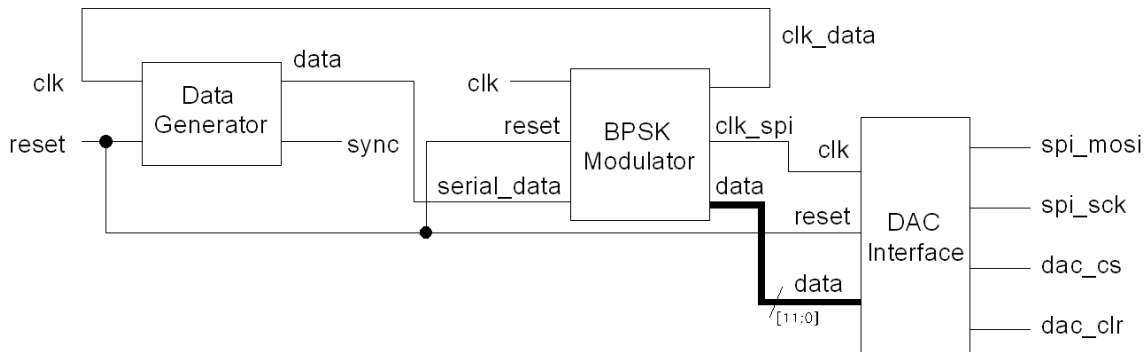 clk_data
data
clk
Data
Generator
clk
reset
reset
sync
BPSK
Modulator
clk_spi
clk
spi_mosi
serial_data
data
reset
DAC
Interface
spi_sck
data
[11:0]
dac_cs
dac_clr